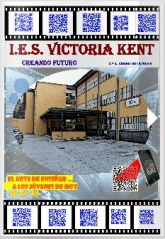 I.E.S. VICTORIA KENT
CREANDO FUTURO
EL ARTE DE ENSEÑAR ...
A LOS JÓVENES DE HOY